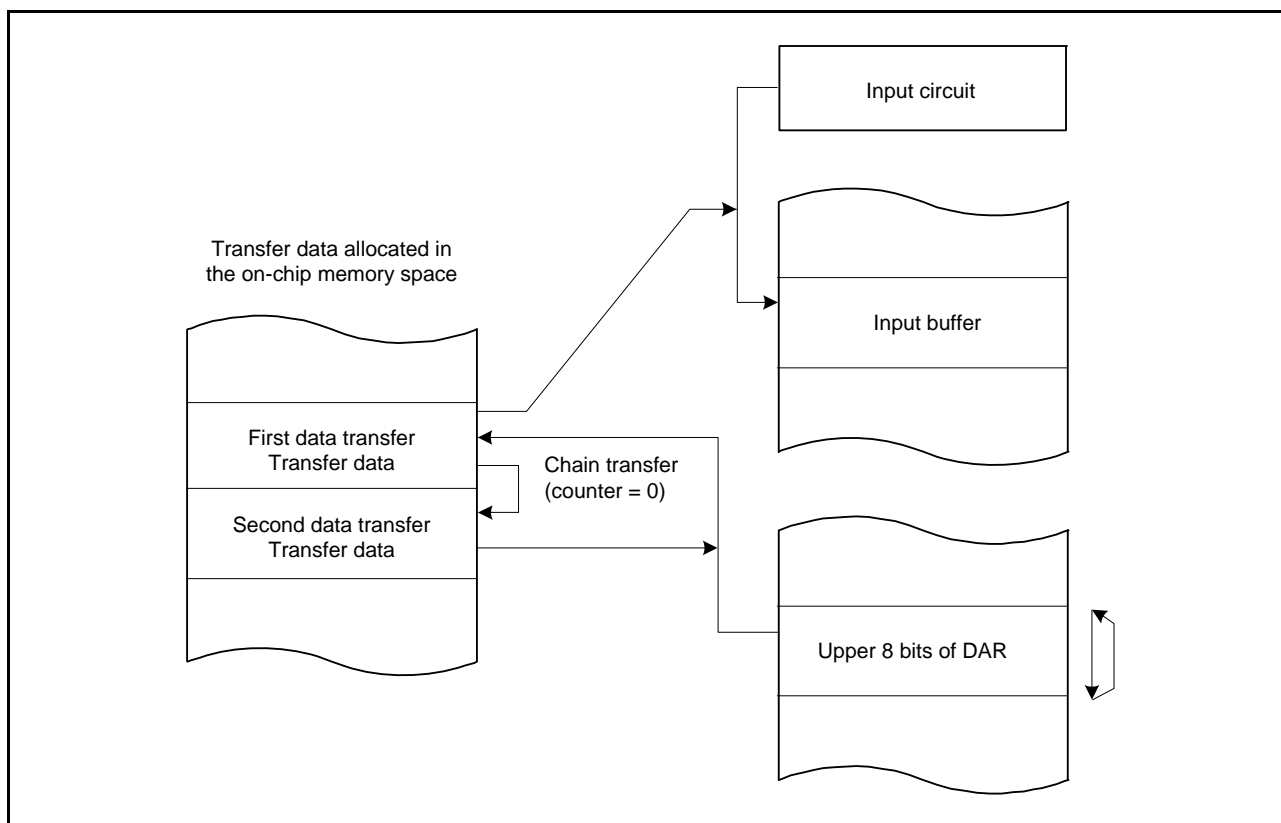 Input circuit
Transfer data allocated in
the on-chip memory space
Input buffer
First data transfer
Transfer data
Chain transfer
(counter = 0)
Second data transfer
Transfer data
Upper 8 bits of DAR